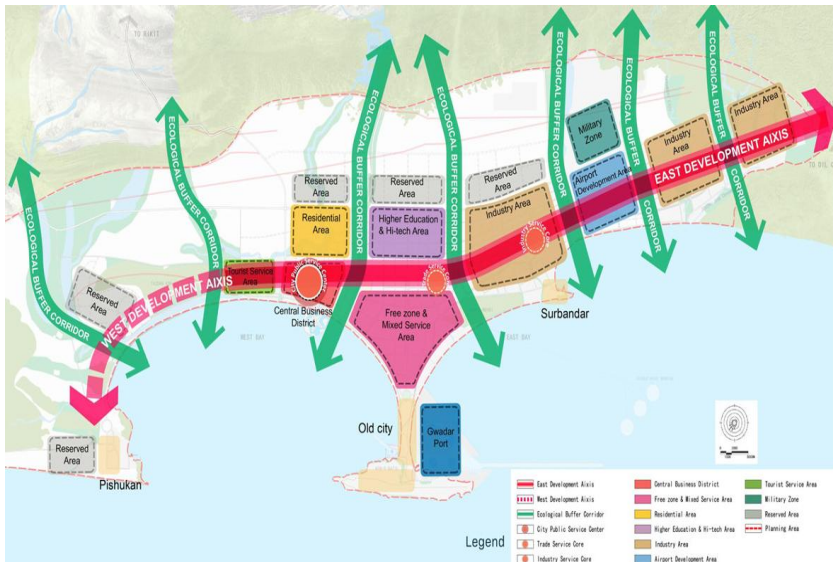 TO RIKIT
ECOLOGICAL BUFFER CORRIDOR
ECOLOGICAL BUFFER CORRIDOR
ECOLOGICAL BUFFER CORRIDOR
ECOLOGICAL BUFFER CORRIDOR
ECOLOGICAL BUFFER CORRIDOR
ECOLOGICAL BUFFER
CORRIDOR
ECOLOGICAL BUFFER
CORRIDOR
Industry Area
Industry
Area
Military
Zone
Airport
Development Area
EAST DEVELOPMENT AIXIS
Reserved
Area
Reserved
Area
Reserved
Area
Residential
Area
Higher Education
& Hi-tech Area
Industry Area
Tourist Service
Area
WEST DEVELOPMENT AIXIS
Reserved
Area
Central Business
District
Free zone &
Mixed Service
Area
WEST BAY
EAST BAY
Surbandar
Old city
Gwadar
Port
Reserved
Area
Pishukan
Legend
East Development Aixis
West Development Aixis
Ecological Buffer Corridor
City Public Service Center
Trade Service Core
Industry Service Core
Central Business District
Free zone & Mixed Service Area
Residential Area
Higher Education & Hi-tech Area
Industry Area
Airport Development Area
Tourist Service Area
Military Zone
Reserved Area
Planning Area